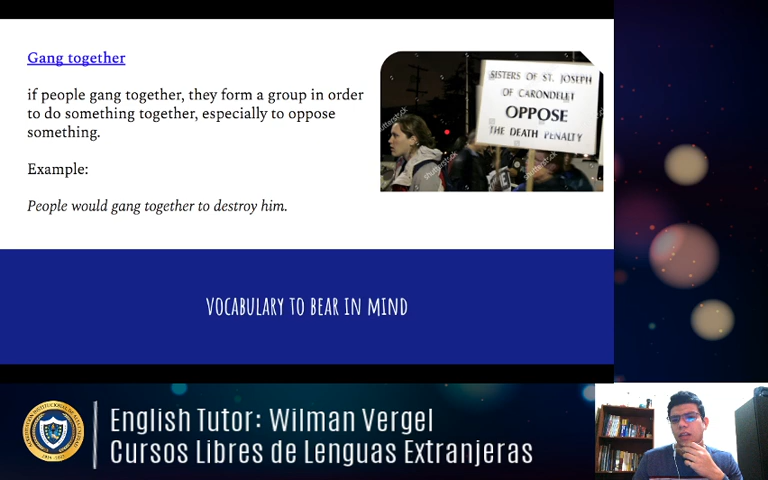 Gang together
if people gang together, they form a group in order
to do something together, especially to oppose
something.
Example:
People would gang together to destroy him.
SISTERS OF ST. JOSEPH
OF CARONDELET
OPPOSE
THE DEATH PENALTY
shutterstock
VOCABULARY TO BEAR IN MIND
English Tutor: Wilman Vergel
Cursos Libres de Lenguas Extranjeras